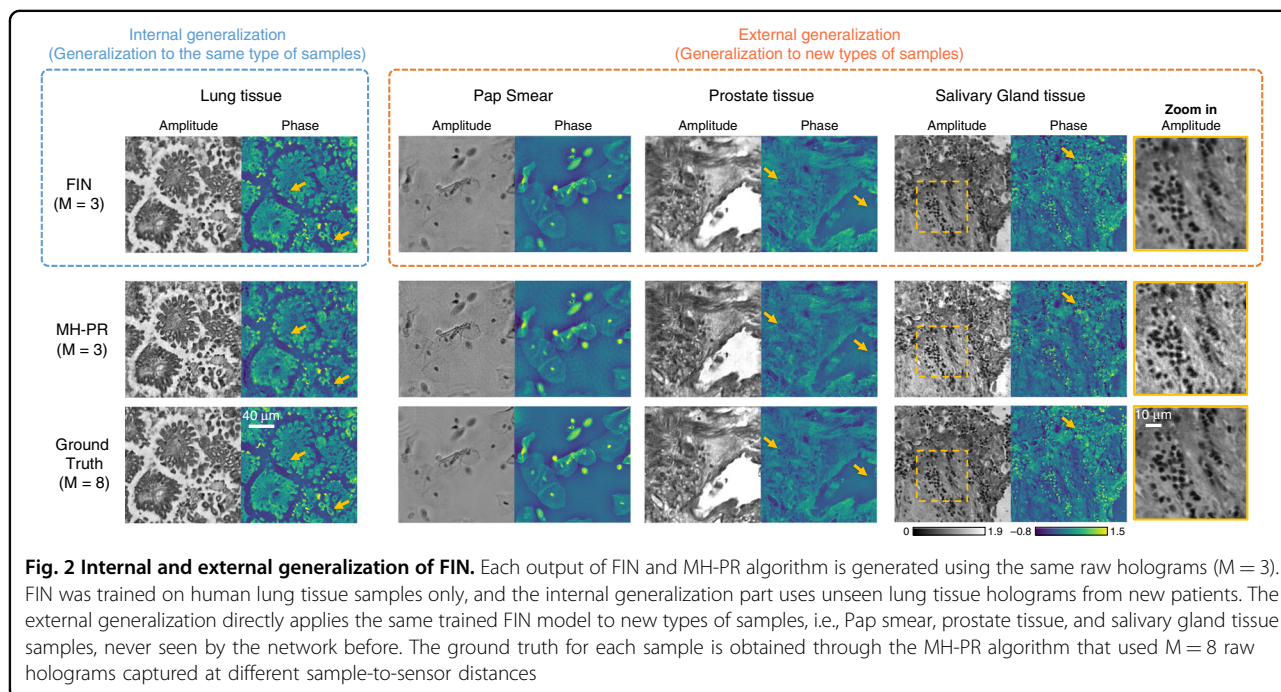 Internal generalization
(Generalization to the same type of samples)
External generalization
(Generalization to new types of samples)
Lung tissue
Pap Smear
Prostate tissue
Salivary Gland tissue
Zoom in
Amplitude Phase Amplitude Phase Amplitude Phase Amplitude Phase Amplitude
FIN
(M = 3)
MH-PR
(M = 3)
Ground
Truth
(M = 8)
40 μm
10 μm
0 1.9 −0.8 1.5
Fig. 2 Internal and external generalization of FIN. Each output of FIN and MH-PR algorithm is generated using the same raw holograms (M = 3).
FIN was trained on human lung tissue samples only, and the internal generalization part uses unseen lung tissue holograms from new patients. The
external generalization directly applies the same trained FIN model to new types of samples, i.e., Pap smear, prostate tissue, and salivary gland tissue
samples, never seen by the network before. The ground truth for each sample is obtained through the MH-PR algorithm that used M = 8 raw
holograms captured at different sample-to-sensor distances